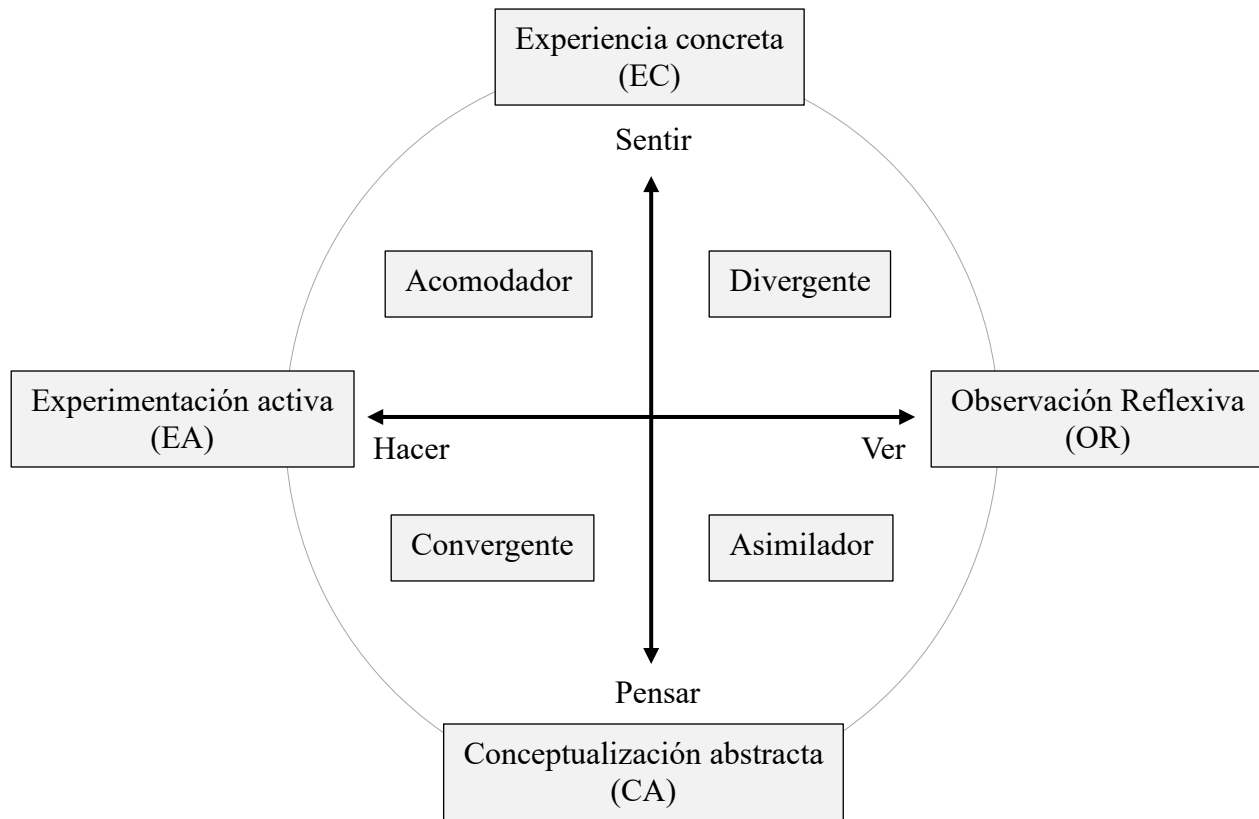 Experiencia concreta
(EC)
Sentir
Acomodador
Divergente
Experimentación activa
(EA)
Observación Reflexiva
(OR)
Hacer
Ver
Convergente
Asimilador
Pensar
Conceptualización abstracta
(CA)